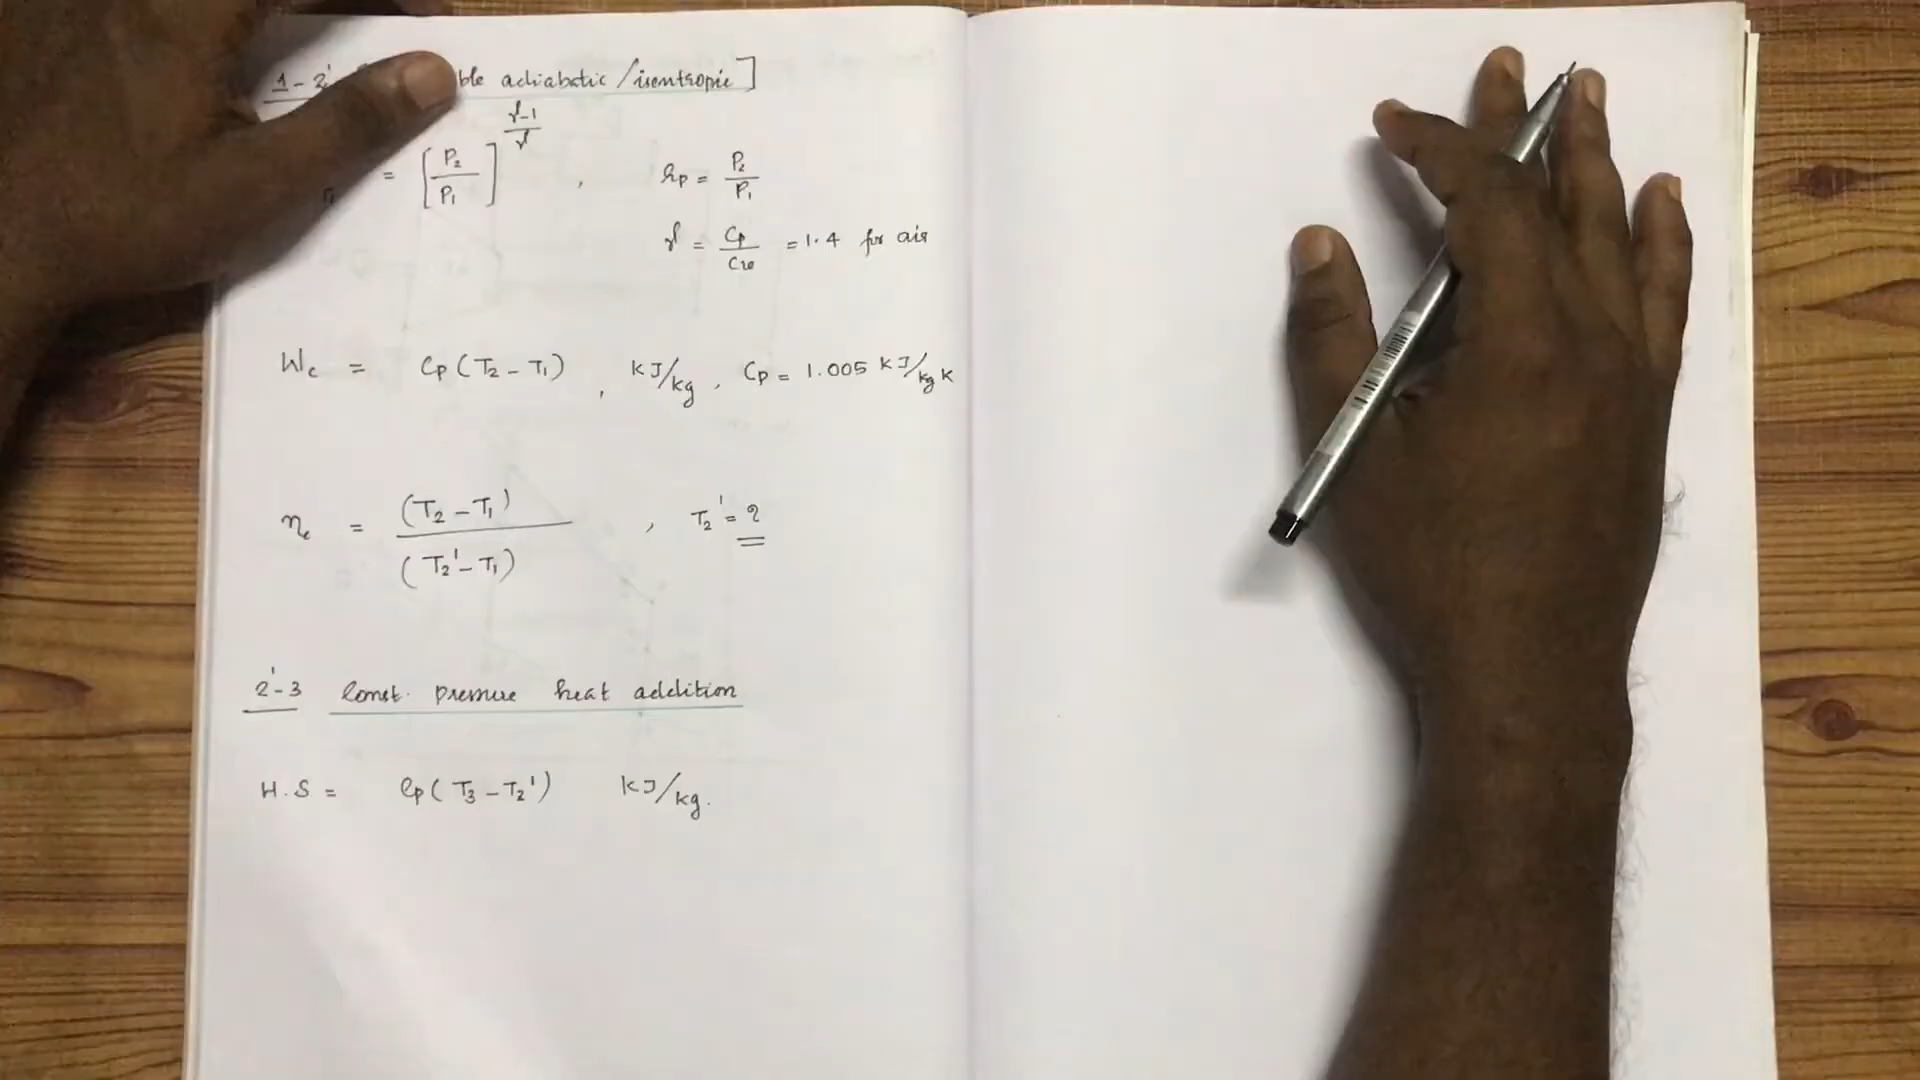 1-2' ble adiabatic/isentropic]
= [P₂/P₁]^(γ-1)/γ , rp = P₂/P₁
γ = Cp/Cv = 1.4 for air
Wc = Cp (T₂ - T₁) , KJ/kg , Cp = 1.005 KJ/kg K
ηc = (T₂ - T₁)/(T₂' - T₁) , T₂' = ?
2'-3 Const. pressure heat addition
H.S = Cp (T₃ - T₂') KJ/kg.